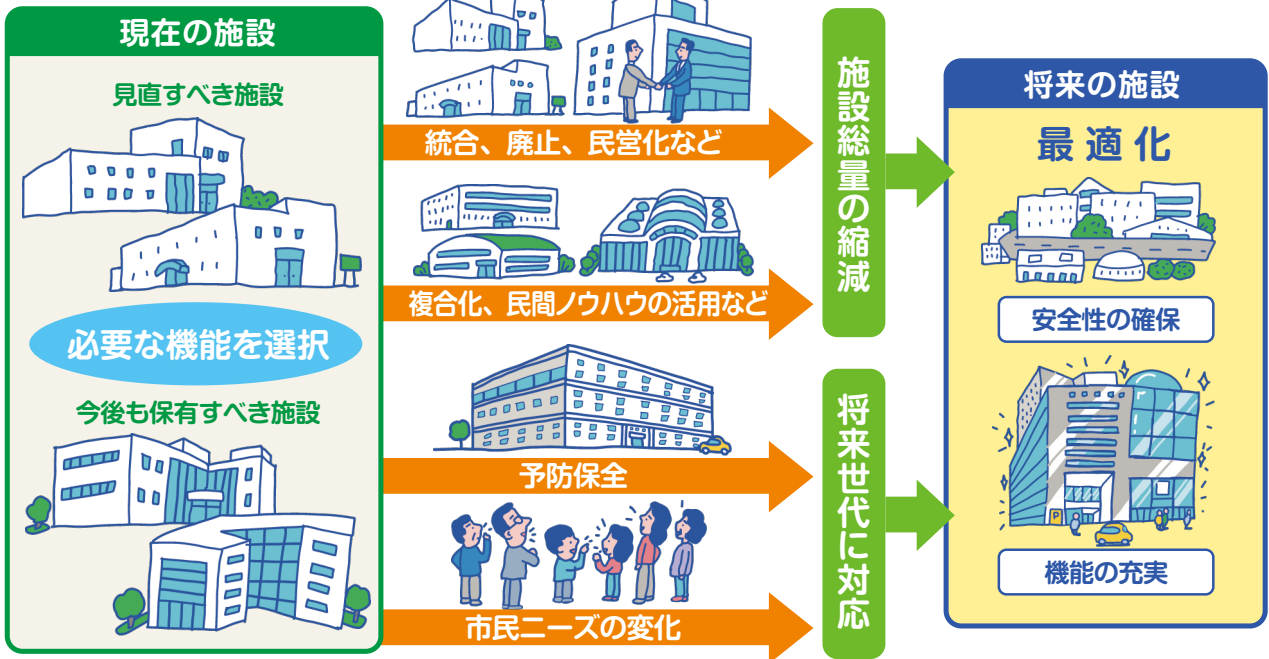 現在の施設
見直すべき施設
必要な機能を選択
今後も保有すべき施設
統合、廃止、民営化など
複合化、民間ノウハウの活用など
予防保全
市民ニーズの変化
施設総量の縮減
将来世代に対応
将来の施設
最適化
安全性の確保
P
機能の充実